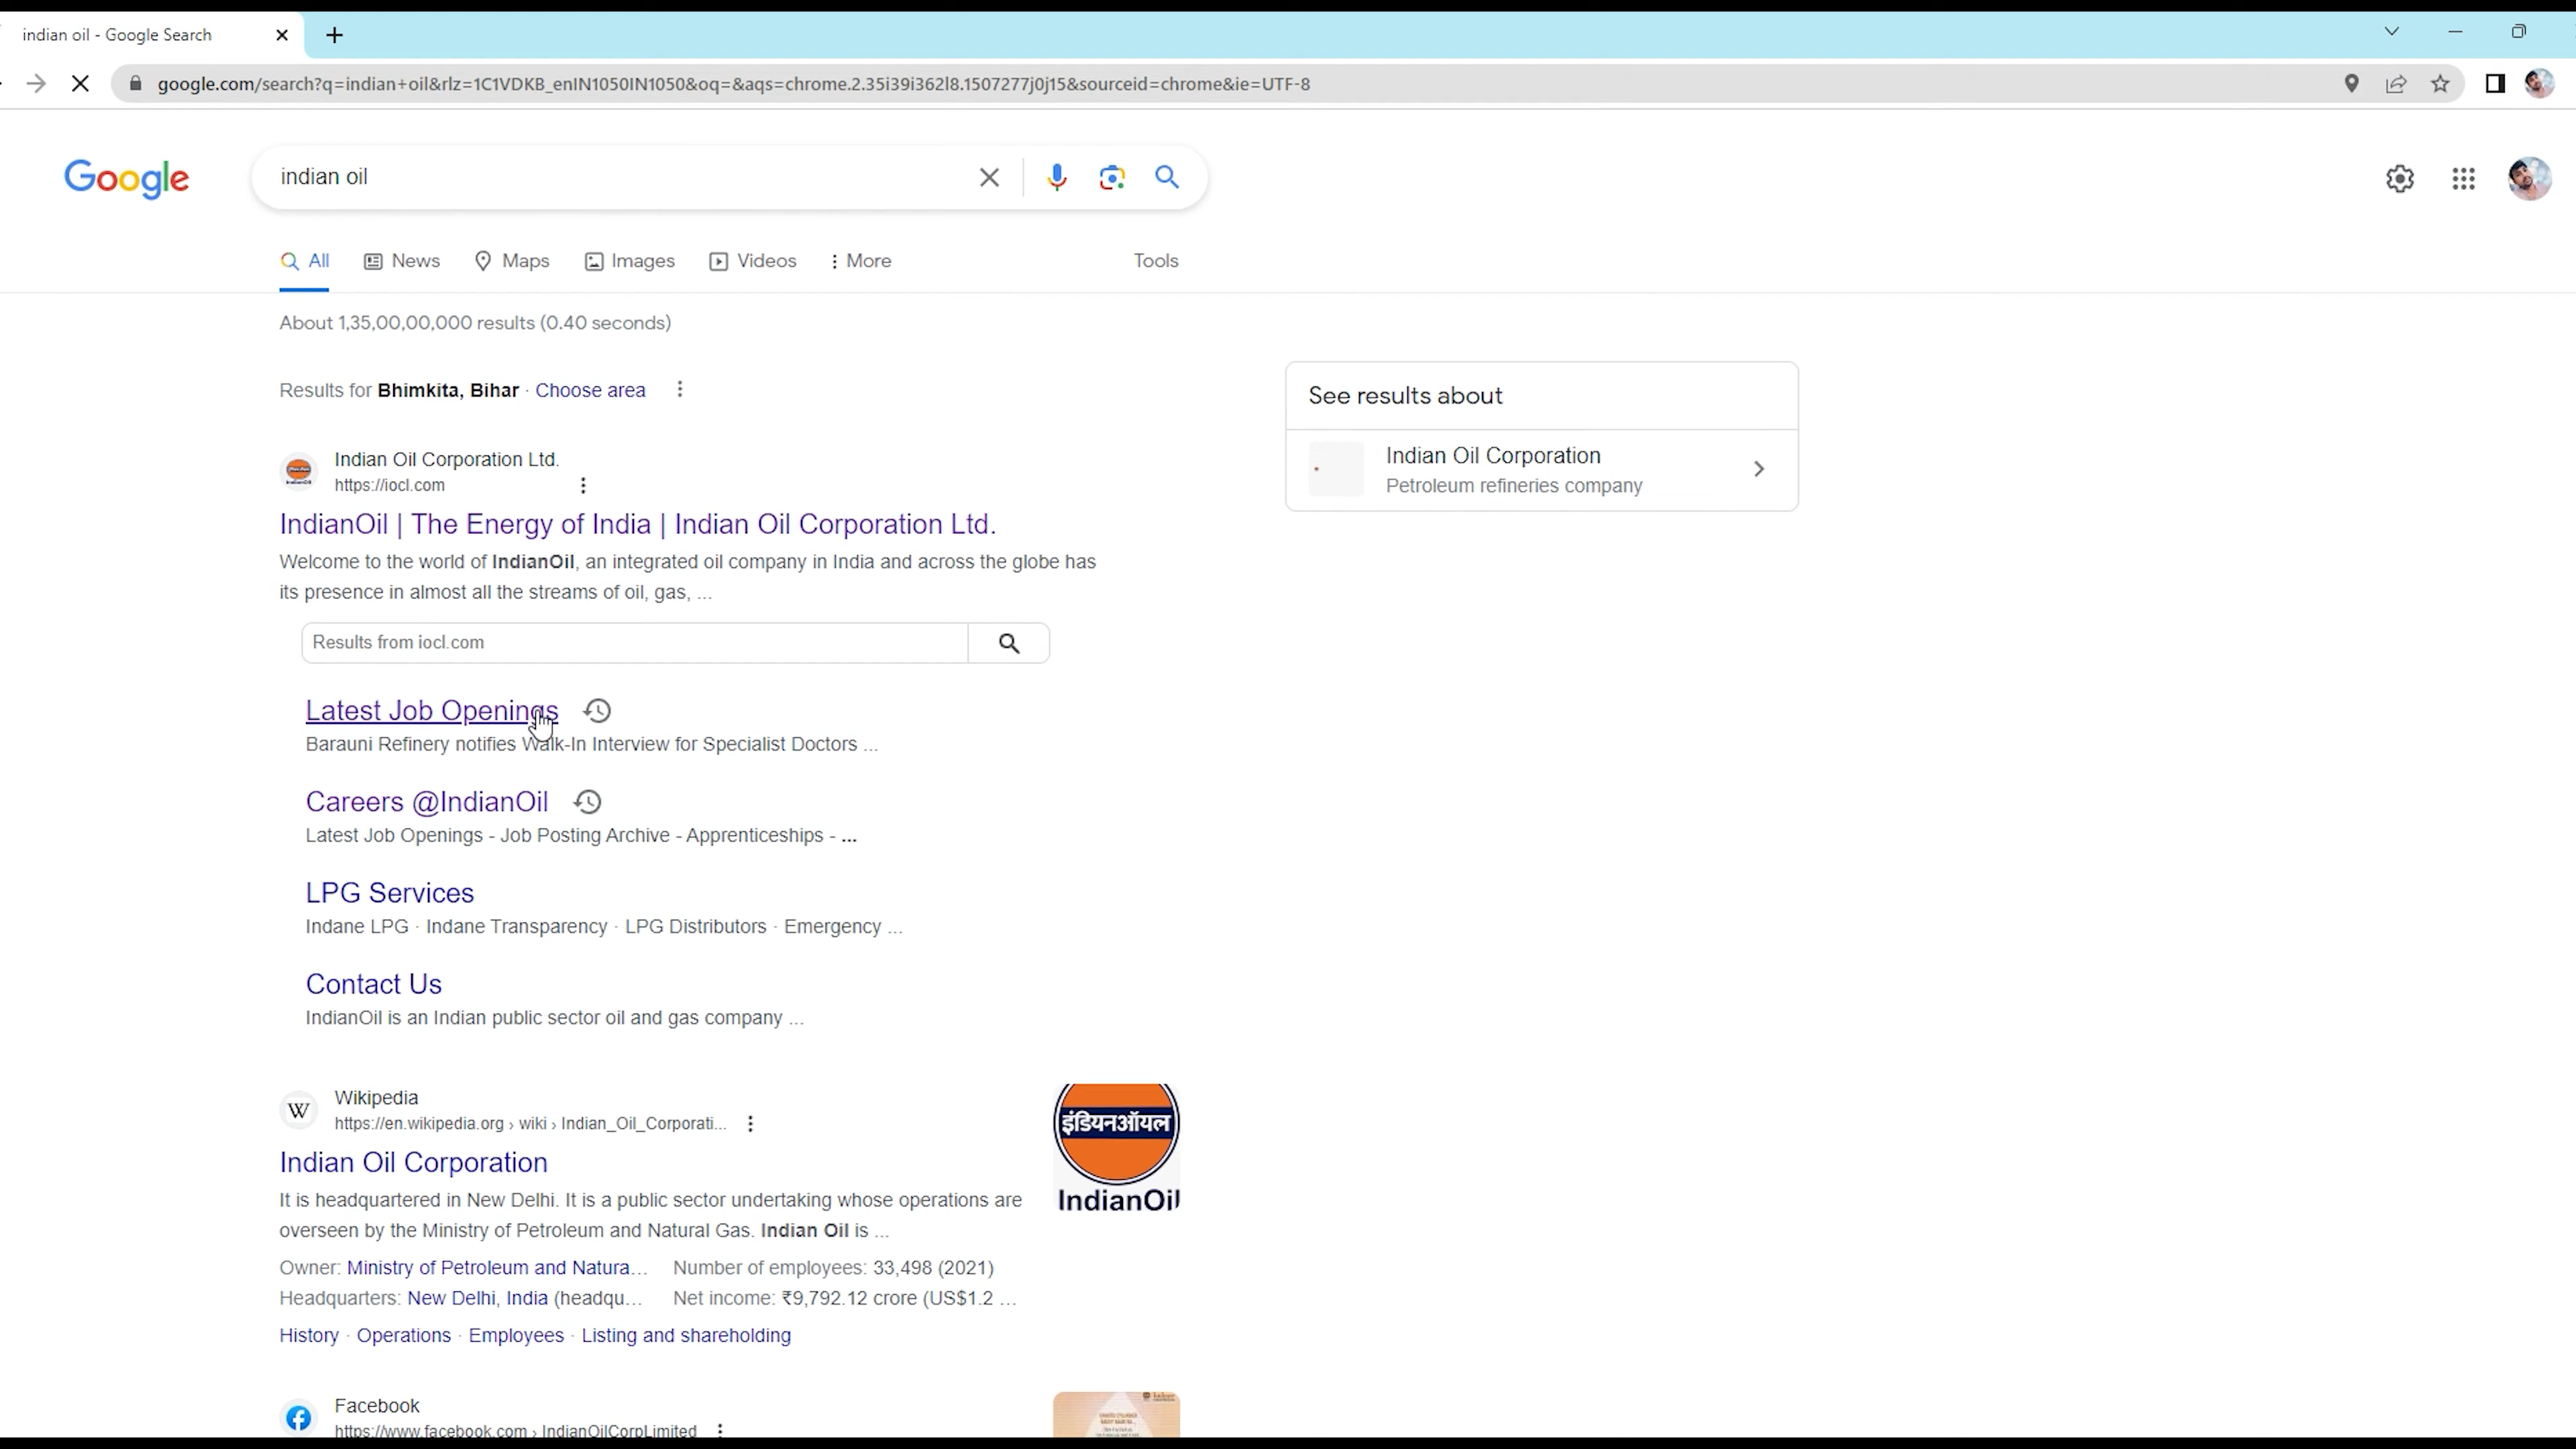 indian oil - Google Search
google.com/search?q=indian+oil&rlz=1C1VDKB_enIN1050IN1050&oq=&aqs=chrome.2.35i39i362l8.1507277j0j15&sourceid=chrome&ie=UTF-8
Google
indian oil
All News Maps Images Videos More Tools
About 1,35,00,00,000 results (0.40 seconds)
Results for Bhimkita, Bihar · Choose area
See results about
Indian Oil Corporation
Petroleum refineries company
Indian Oil Corporation Ltd.
https://iocl.com
IndianOil | The Energy of India | Indian Oil Corporation Ltd.
Welcome to the world of IndianOil, an integrated oil company in India and across the globe has
its presence in almost all the streams of oil, gas, ...
Results from iocl.com
Latest Job Openings
Barauni Refinery notifies Walk-In Interview for Specialist Doctors ...
Careers @IndianOil
Latest Job Openings - Job Posting Archive - Apprenticeships - ...
LPG Services
Indane LPG · Indane Transparency · LPG Distributors · Emergency ...
Contact Us
IndianOil is an Indian public sector oil and gas company ...
W
Wikipedia
https://en.wikipedia.org › wiki › Indian_Oil_Corporati...
Indian Oil Corporation
It is headquartered in New Delhi. It is a public sector undertaking whose operations are
overseen by the Ministry of Petroleum and Natural Gas. Indian Oil is ...
Owner: Ministry of Petroleum and Natura... Number of employees: 33,498 (2021)
Headquarters: New Delhi, India (headqu... Net income: ₹9,792.12 crore (US$1.2 ...
History · Operations · Employees · Listing and shareholding
इंडियनऑयल
IndianOil
Facebook
https://www.facebook.com › IndianOilCorpLimited